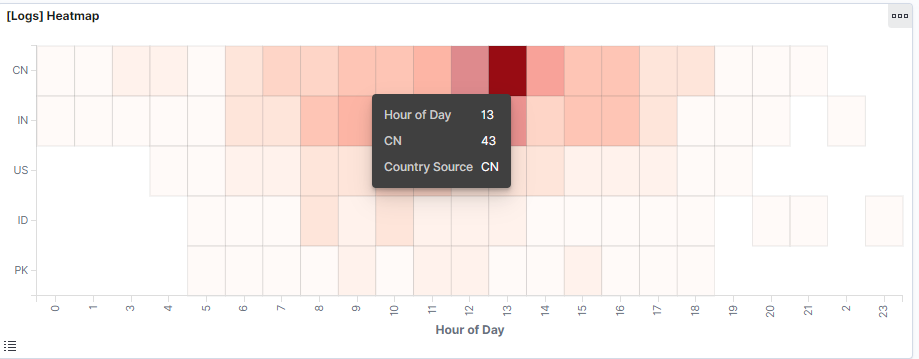 [Logs] Heatmap
CN
IN
US
ID
PK
Hour of Day 13
CN 43
Country Source CN
0 1 3 4 5 6 7 8 9 10 11 12 13 14 15 16 17 18 19 20 21 2 23
Hour of Day